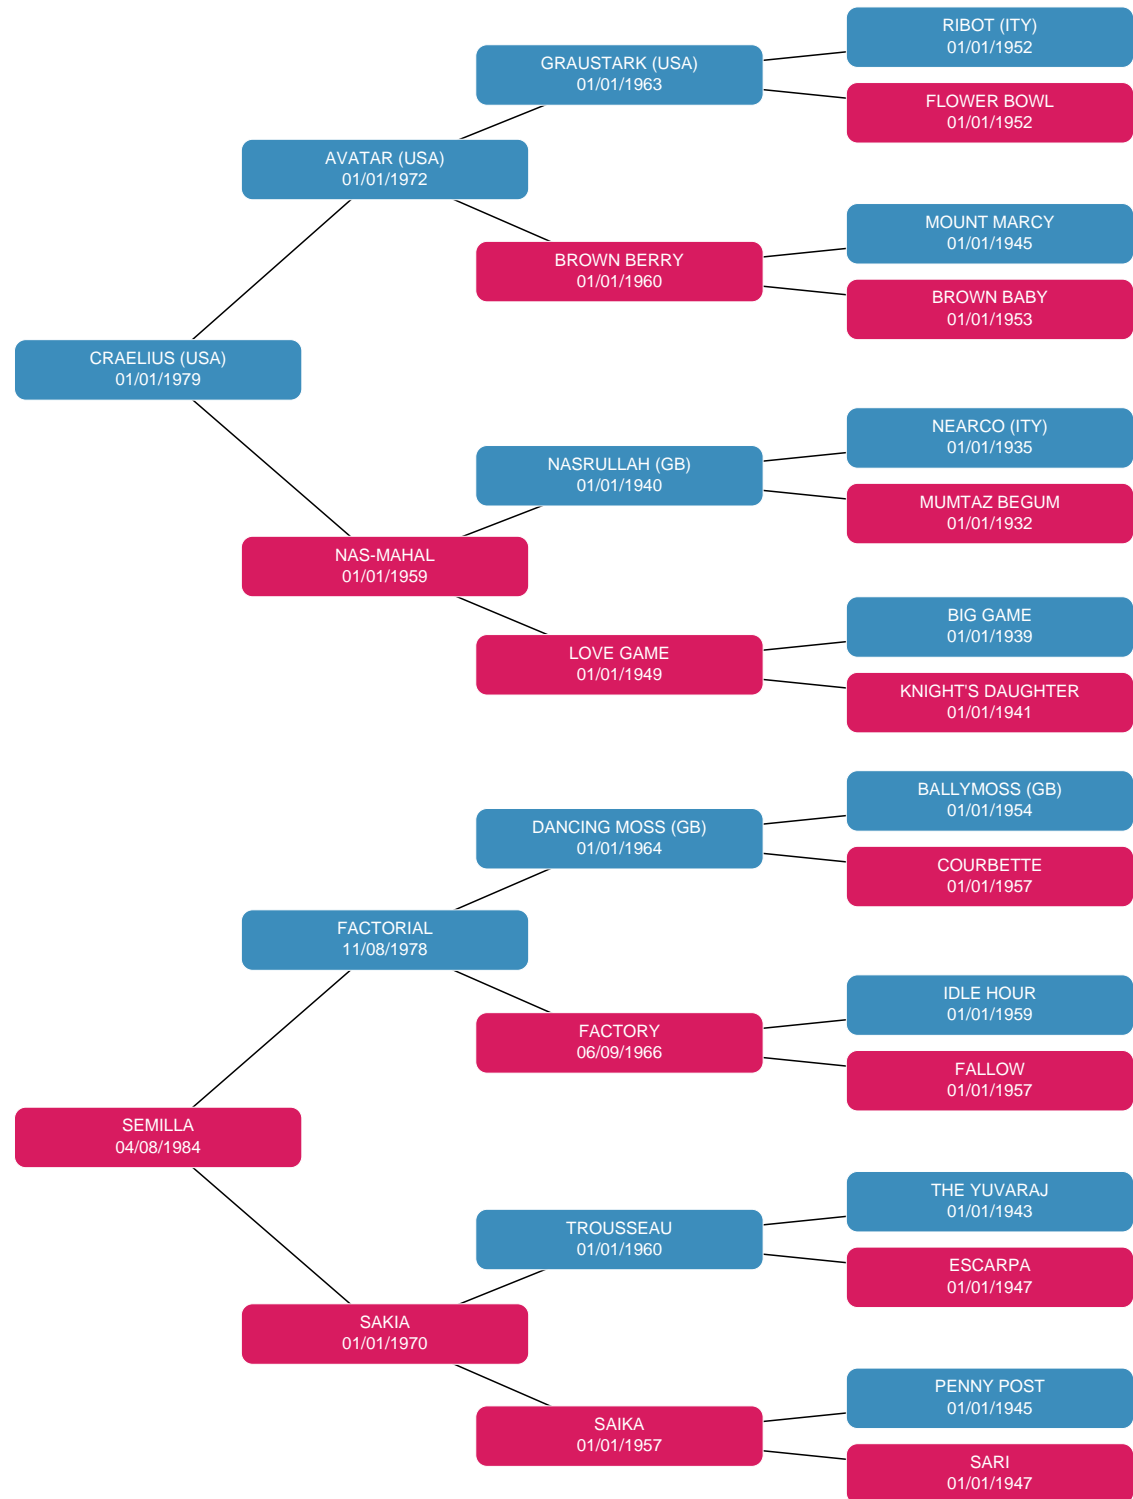 RIBOT (ITY)
01/01/1952
GRAUSTARK (USA)
01/01/1963
FLOWER BOWL
01/01/1952
AVATAR (USA)
01/01/1972
MOUNT MARCY
01/01/1945
BROWN BERRY
01/01/1960
BROWN BABY
01/01/1953
CRAELIUS (USA)
01/01/1979
NEARCO (ITY)
01/01/1935
NASRULLAH (GB)
01/01/1940
MUMTAZ BEGUM
01/01/1932
NAS-MAHAL
01/01/1959
BIG GAME
01/01/1939
LOVE GAME
01/01/1949
KNIGHT'S DAUGHTER
01/01/1941
BALLYMOSS (GB)
01/01/1954
DANCING MOSS (GB)
01/01/1964
COURBETTE
01/01/1957
FACTORIAL
11/08/1978
IDLE HOUR
01/01/1959
FACTORY
06/09/1966
FALLOW
01/01/1957
SEMILLA
04/08/1984
THE YUVARAJ
01/01/1943
TROUSSEAU
01/01/1960
ESCARPA
01/01/1947
SAKIA
01/01/1970
PENNY POST
01/01/1945
SAIKA
01/01/1957
SARI
01/01/1947